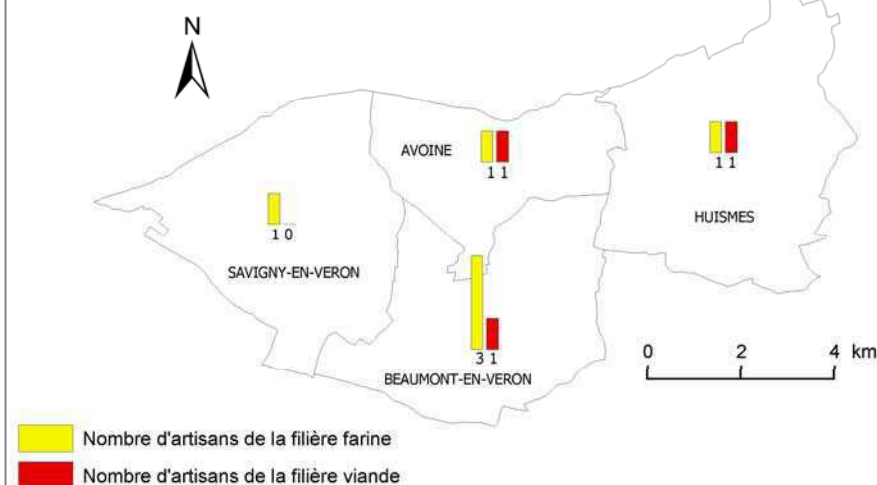 N
AVOINE
1 1
1 1
HUISMES
1 0
SAVIGNY-EN-VERON
3 1
BEAUMONT-EN-VERON
0 2 4 km
Nombre d'artisans de la filière farine
Nombre d'artisans de la filière viande